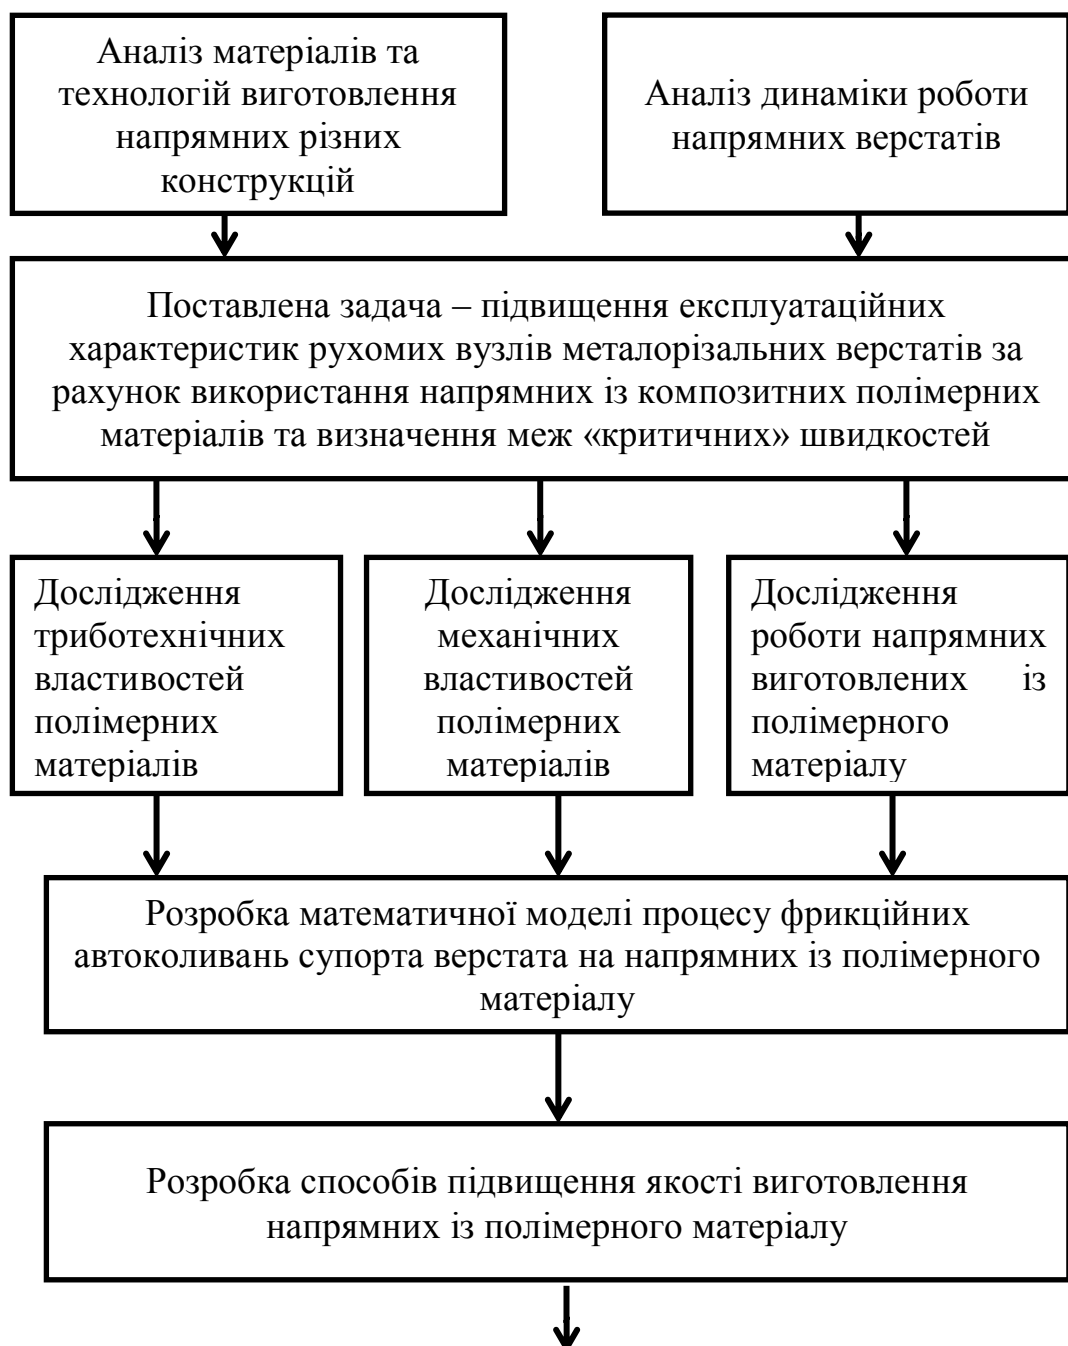 Аналіз матеріалів та
технологій виготовлення
напрямних різних
конструкцій
Аналіз динаміки роботи
напрямних верстатів
Поставлена задача – підвищення експлуатаційних
характеристик рухомих вузлів металорізальних верстатів за
рахунок використання напрямних із композитних полімерних
матеріалів та визначення меж «критичних» швидкостей
Дослідження
триботехнічних
властивостей
полімерних
матеріалів
Дослідження
механічних
властивостей
полімерних
матеріалів
Дослідження
роботи напрямних
виготовлених із
полімерного
матеріалу
Розробка математичної моделі процесу фрикційних
автоколивань супорта верстата на напрямних із полімерного
матеріалу
Розробка способів підвищення якості виготовлення
напрямних із полімерного матеріалу